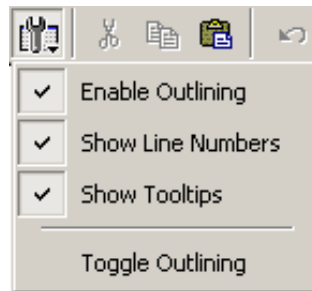 Enable Outlining
Show Line Numbers
Show Tooltips
Toggle Outlining